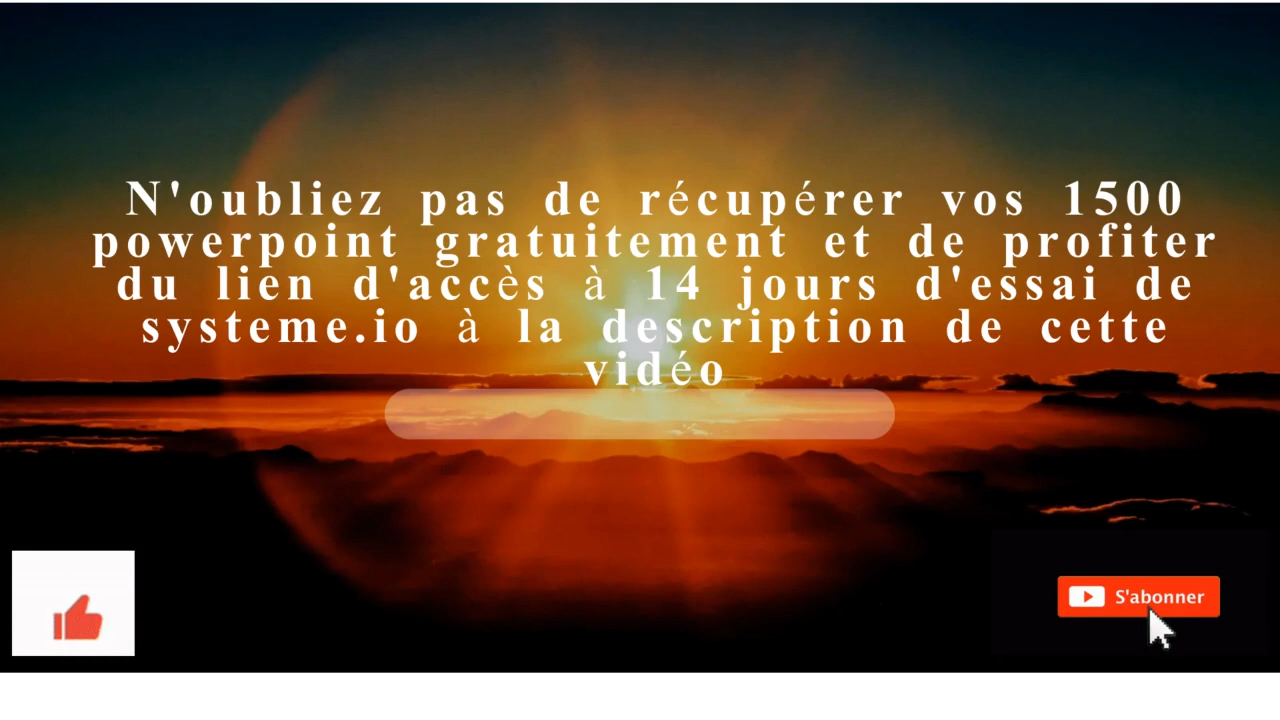 N'oubliez pas de récupérer vos 1500
powerpoint gratuitement et de profiter
du lien d'accès à 14 jours d'essai de
systeme.io à la description de cette
vidéo
S'abonner